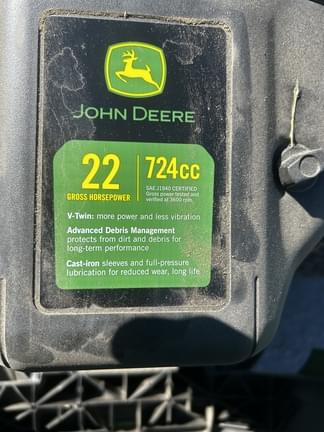 JOHN DEERE
22
GROSS HORSEPOWER
724cc
SAE J1940 CERTIFIED
Gross power tested and
verified at 3600 rpm.
V-Twin: more power and less vibration
Advanced Debris Management
protects from dirt and debris for
long-term performance
Cast-iron sleeves and full-pressure
lubrication for reduced wear, long life